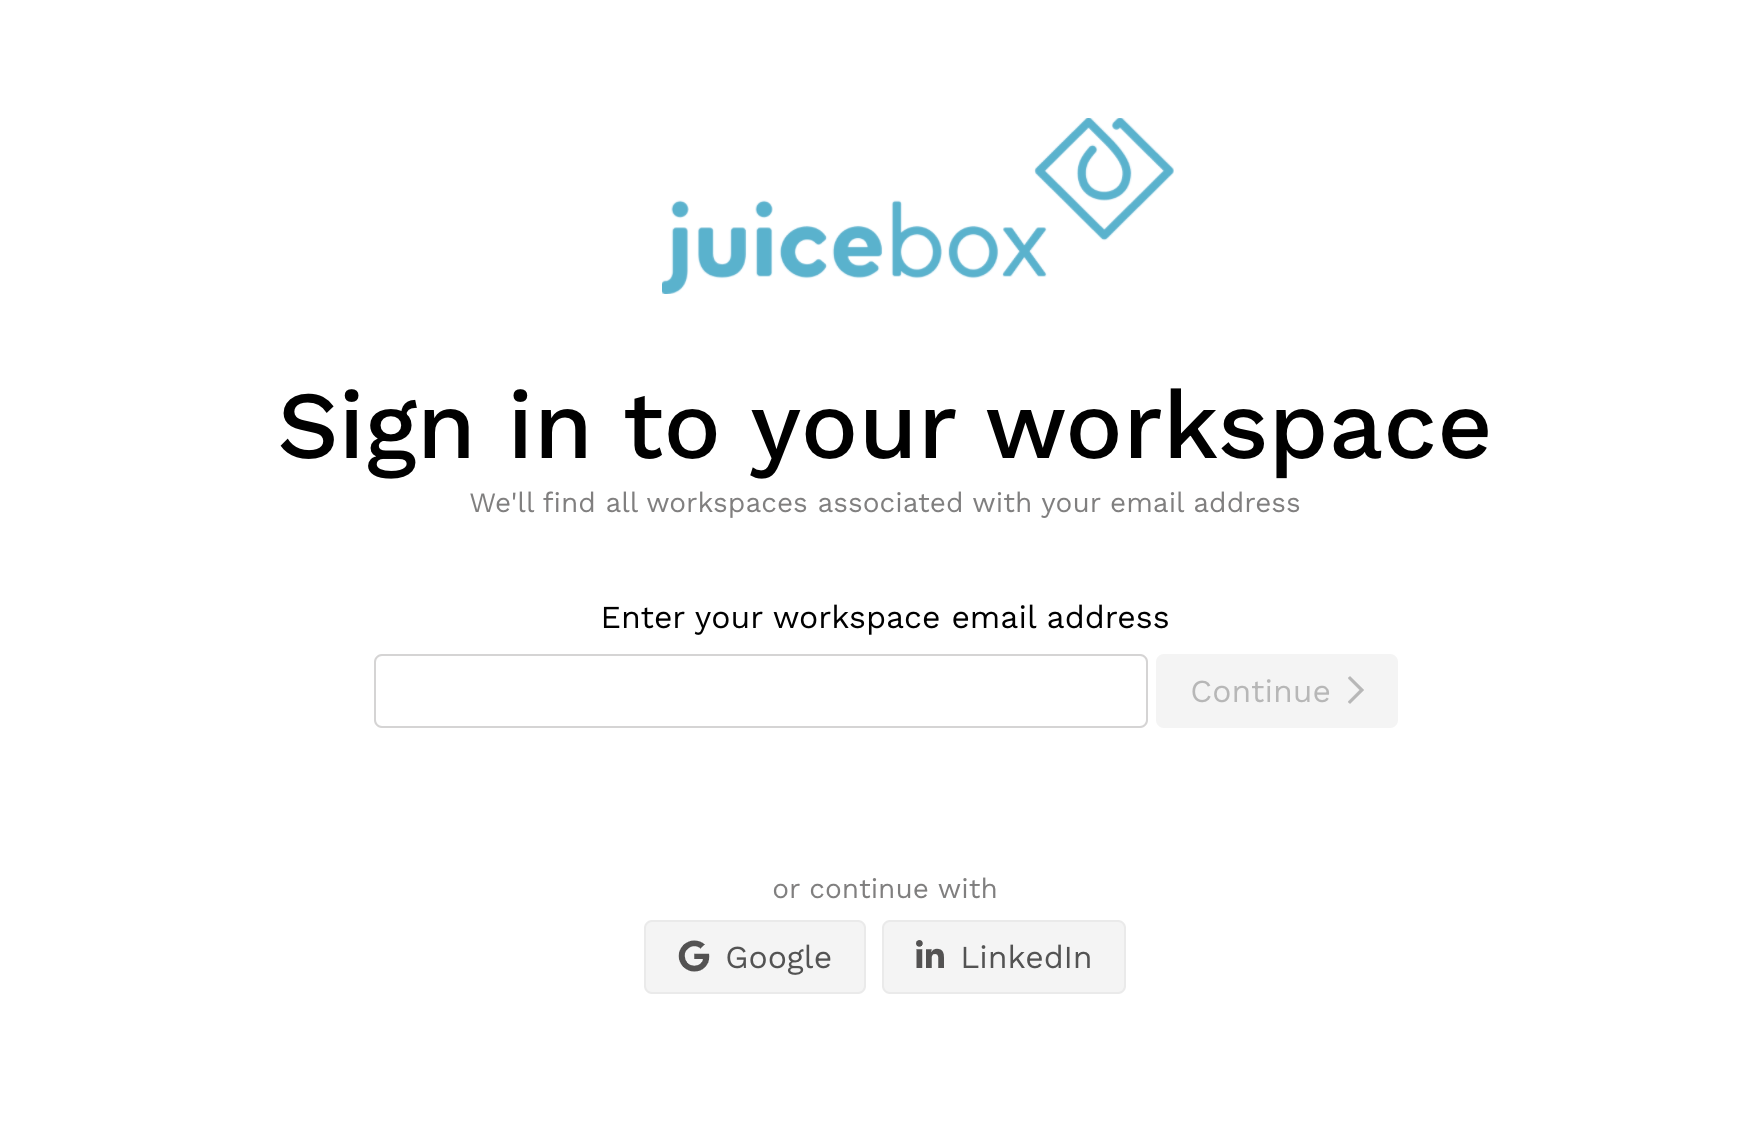 juicebox
Sign in to your workspace
We'll find all workspaces associated with your email address
Enter your workspace email address
Continue
or continue with
Google
in LinkedIn